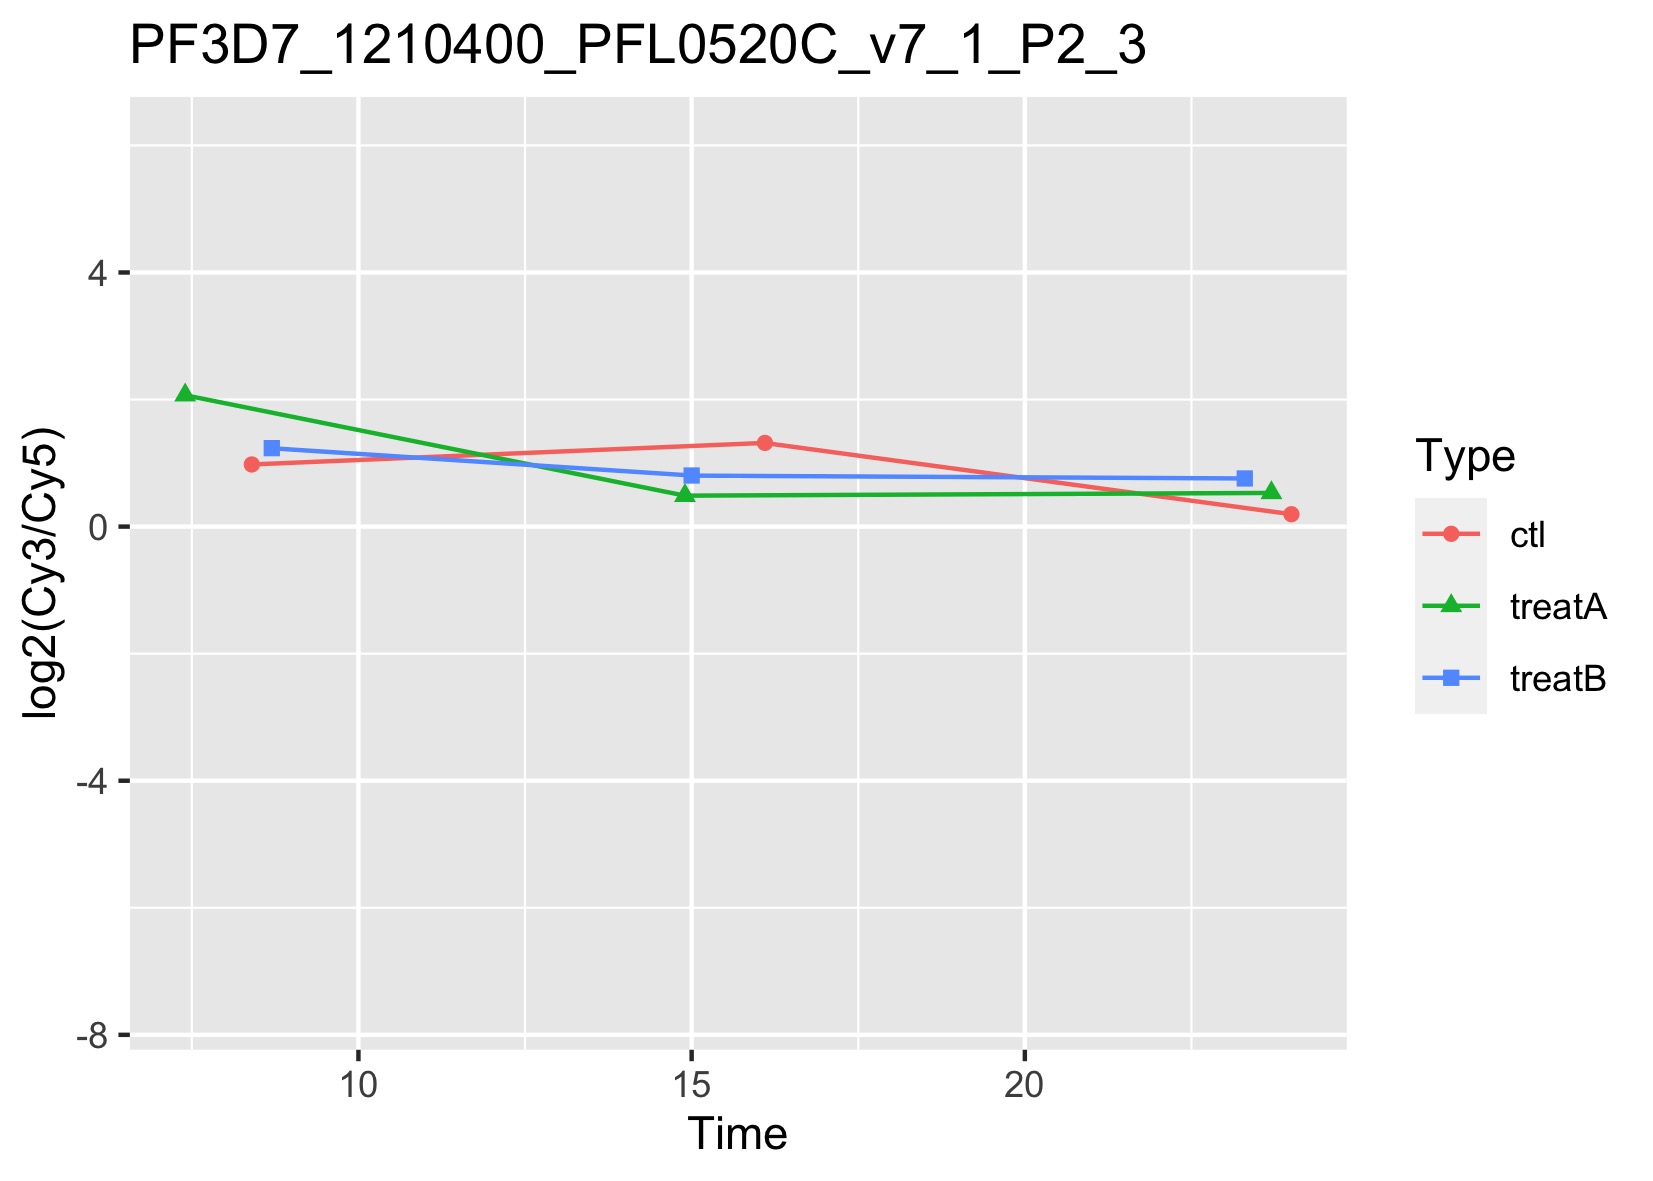 PF3D7_1210400_PFL0520C_v7_1_P2_3
log2(Cy3/Cy5)
4
0
-4
-8
10 15 20
Time
Type
ctl
treatA
treatB